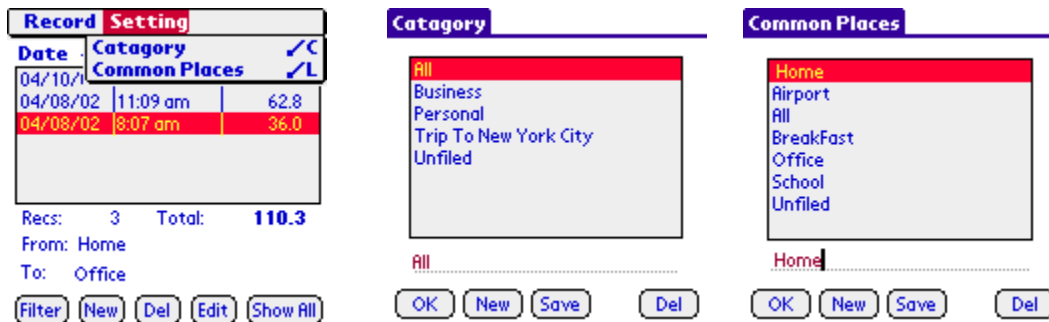 Record Setting
Catagory C
Common Places L
Date
04/10/
04/08/02 11:09 am 62.8
04/08/02 8:07 am 36.0
Recs: 3 Total: 110.3
From: Home
To: Office
Filter New Del Edit Show All
Catagory
All
Business
Personal
Trip To New York City
Unfiled
All
OK New Save Del
Common Places
Home
Airport
All
BreakFast
Office
School
Unfiled
Home
OK New Save Del